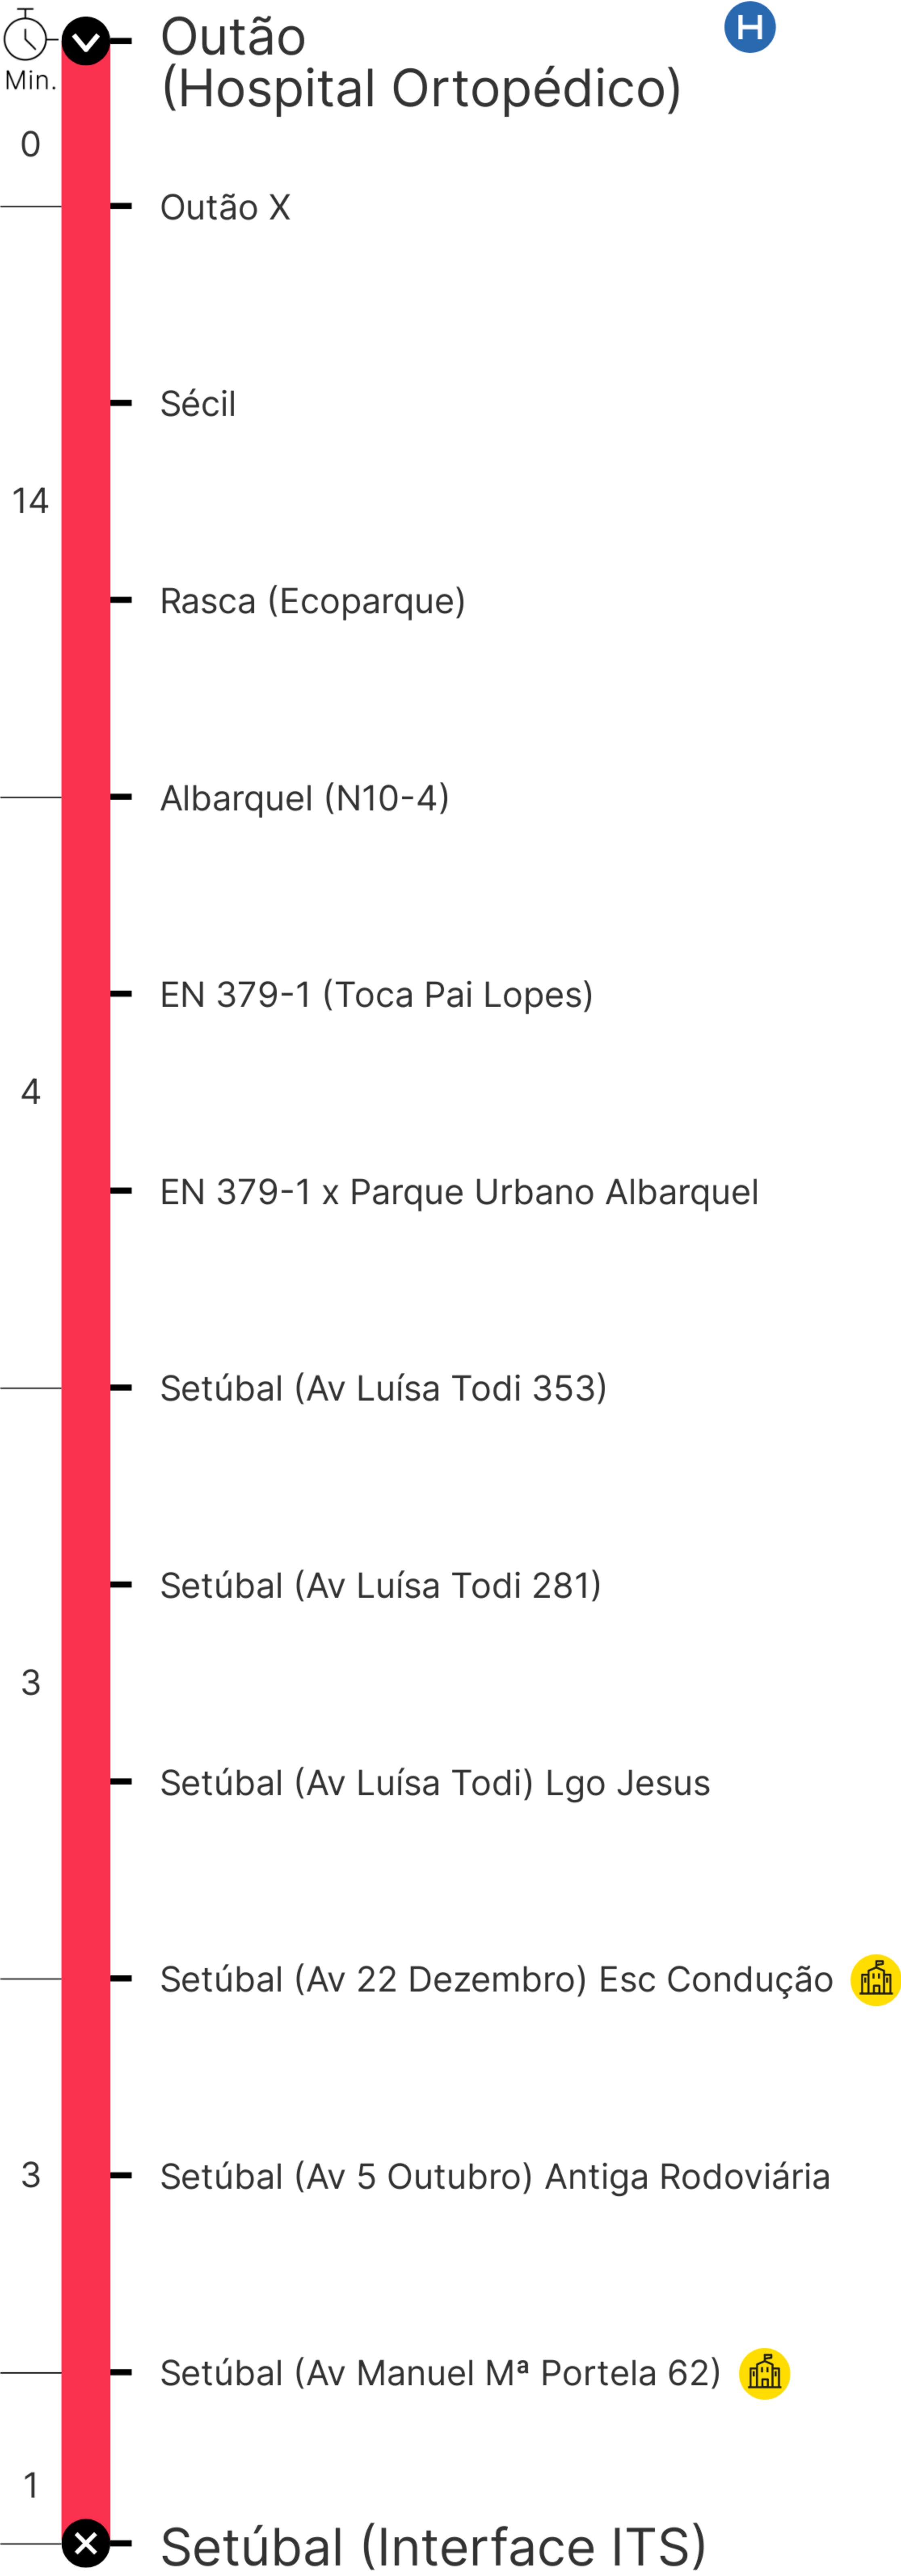 Outão
(Hospital Ortopédico)
H
Min.
0
Outão X
Sécil
14
Rasca (Ecoparque)
Albarquel (N10-4)
EN 379-1 (Toca Pai Lopes)
4
EN 379-1 x Parque Urbano Albarquel
Setúbal (Av Luísa Todi 353)
Setúbal (Av Luísa Todi 281)
3
Setúbal (Av Luísa Todi) Lgo Jesus
Setúbal (Av 22 Dezembro) Esc Condução
3
Setúbal (Av 5 Outubro) Antiga Rodoviária
Setúbal (Av Manuel Mª Portela 62)
1
Setúbal (Interface ITS)